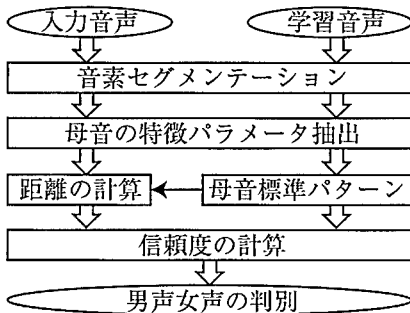 入力音声
学習音声
音素セグメンテーション
母音の特徴パラメータ抽出
距離の計算
母音標準パターン
信頼度の計算
男声女声の判別